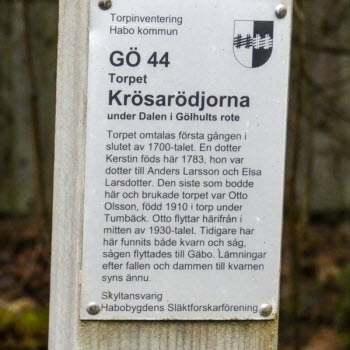 Torpinventering
Habo kommun
GÖ 44
Torpet
Krösarödjorna
under Dalen i Gölhults rote
Torpet omtalas första gången i
slutet av 1700-talet. En dotter
Kerstin föds här 1783, hon var
dotter till Anders Larsson och Elsa
Larsdotter. Den siste som bodde
här och brukade torpet var Otto
Olsson, född 1910 i torp under
Tumbäck. Otto flyttar härifrån i
mitten av 1930-talet. Tidigare har
här funnits både kvarn och såg,
sågen flyttades till Gäbo. Lämningar
efter fallen och dammen till kvarnen
syns ännu.
Skyltansvarig
Habobygdens Släktforskarförening